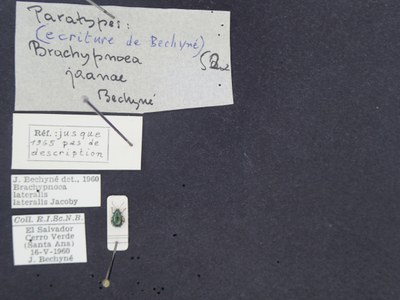 Paratypes:
(ecriture de Bechyné)
Brachypnoea
jaanae
Bechyné
Réf.: jusque
1965 pas de
description
J. Bechyné det., 1960
Brachypnoea
lateralis
lateralis Jacoby
Coll. R.I.Sc.N.B.
El Salvador
Cerro Verde
(Santa Ana)
16-V-1960
J. Bechyné